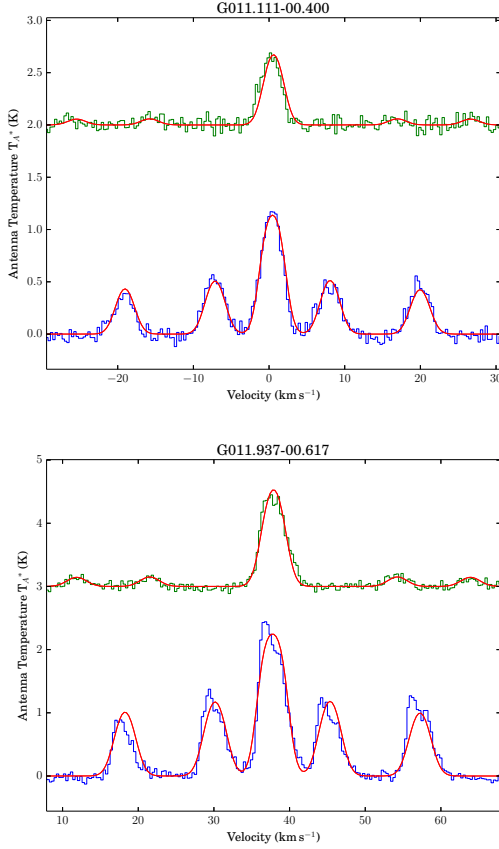 G011.111-00.400
3.0
2.5
2.0
1.5
1.0
0.5
0.0
Antenna Temperature T_A* (K)
−20 −10 0 10 20 30
Velocity (km s⁻¹)
G011.937-00.617
5
4
3
2
1
0
Antenna Temperature T_A* (K)
10 20 30 40 50 60
Velocity (km s⁻¹)